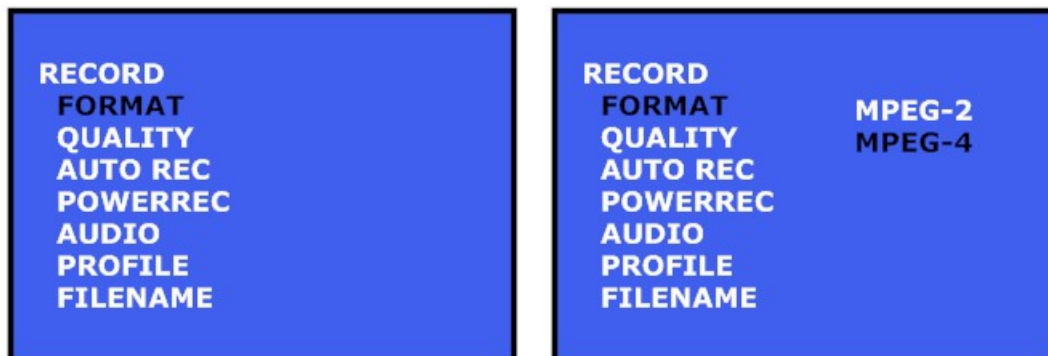 RECORD
FORMAT
QUALITY
AUTO REC
POWERREC
AUDIO
PROFILE
FILENAME
RECORD
FORMAT
QUALITY
AUTO REC
POWERREC
AUDIO
PROFILE
FILENAME
MPEG-2
MPEG-4